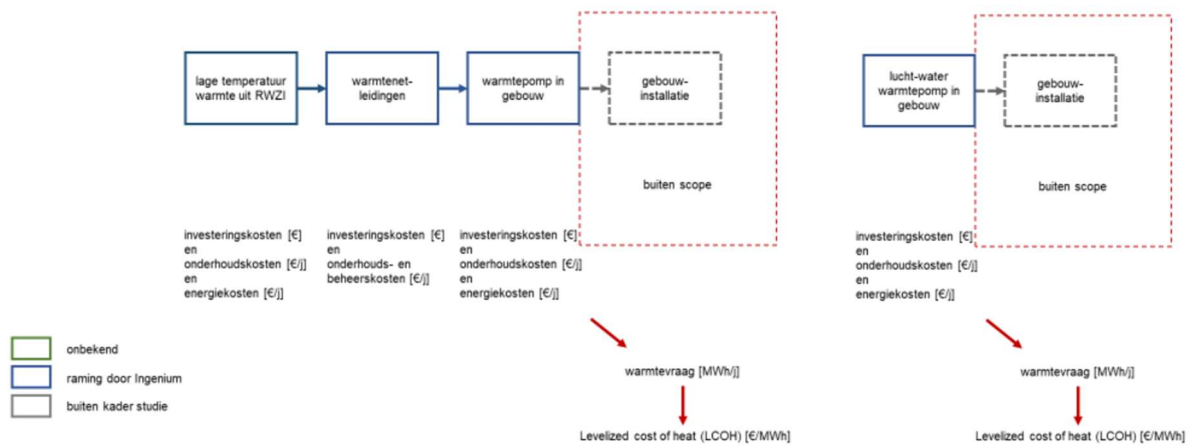 lage temperatuur
warmte uit RWZI
warmtenet-
leidingen
warmtepomp in
gebouw
gebouw-
installatie
buiten scope
lucht-water
warmtepomp in
gebouw
gebouw-
installatie
buiten scope
investeringskosten [€]
en
onderhoudskosten [€/j]
en
energiekosten [€/j]
investeringskosten [€]
en
onderhouds- en
beheerskosten [€/j]
investeringskosten [€]
en
onderhoudskosten [€/j]
en
energiekosten [€/j]
investeringskosten [€]
en
onderhoudskosten [€/j]
en
energiekosten [€/j]
onbekend
raming door Ingenium
buiten kader studie
warmtevraag [MWh/j]
Levelized cost of heat (LCOH) [€/MWh]
warmtevraag [MWh/j]
Levelized cost of heat (LCOH) [€/MWh]